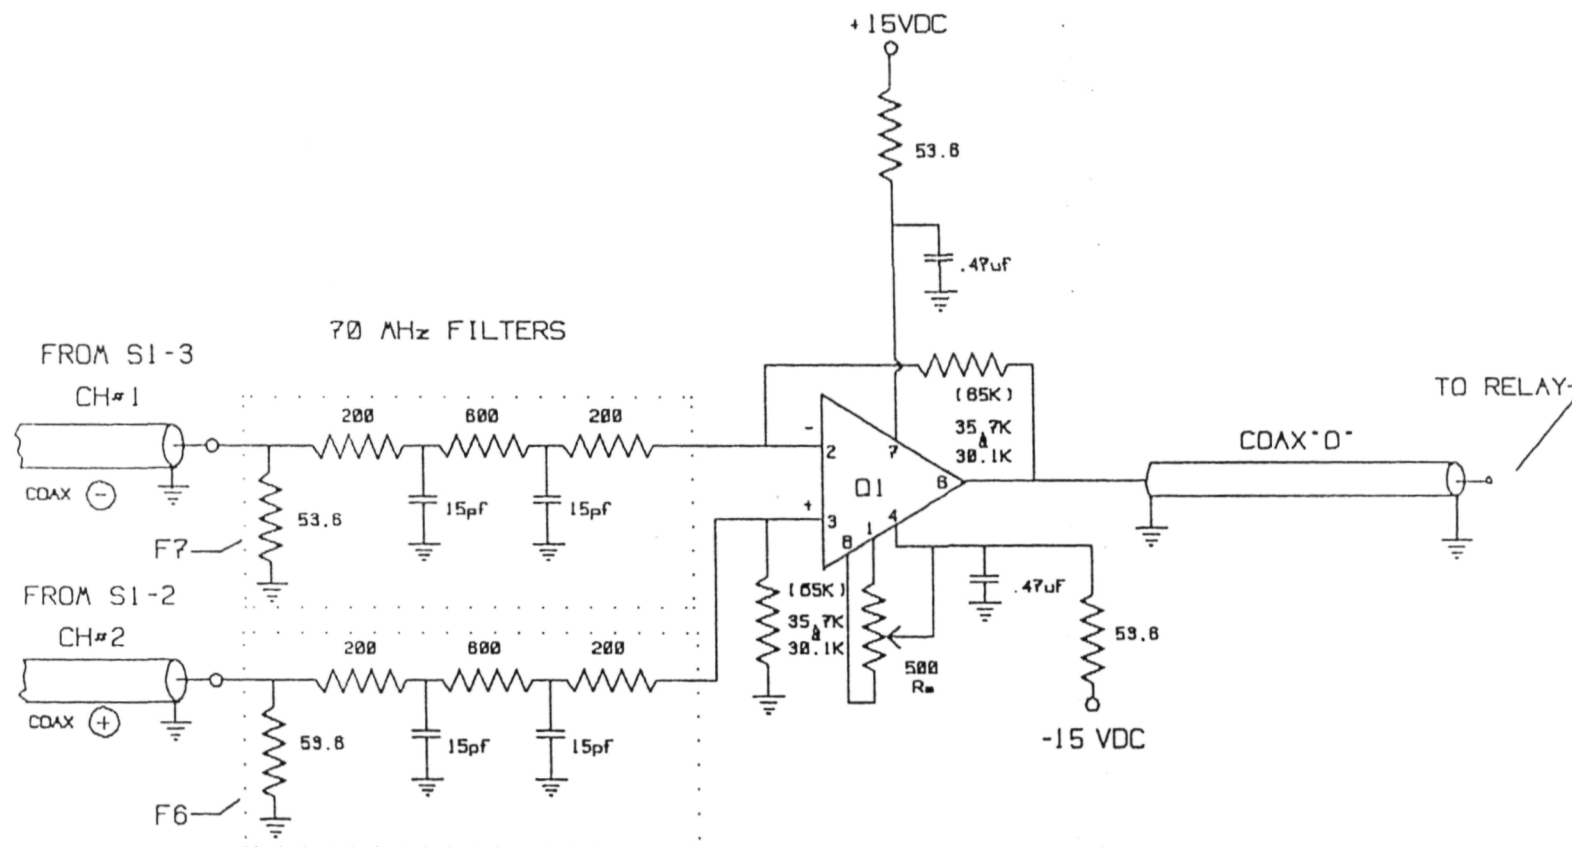 +15VDC
53.6
.47uF
70 MHz FILTERS
FROM S1-3
CH#1
COAX -
200
600
200
53.6
15pf
15pf
F7
(65K)
35.7K
&
30.1K
-
2
7
Q1
6
+
3
8
1
4
COAX"O"
TO RELAY-
FROM S1-2
CH#2
COAX +
200
600
200
53.6
15pf
15pf
F6
(65K)
35.7K
&
30.1K
500
.47uF
53.6
-15 VDC